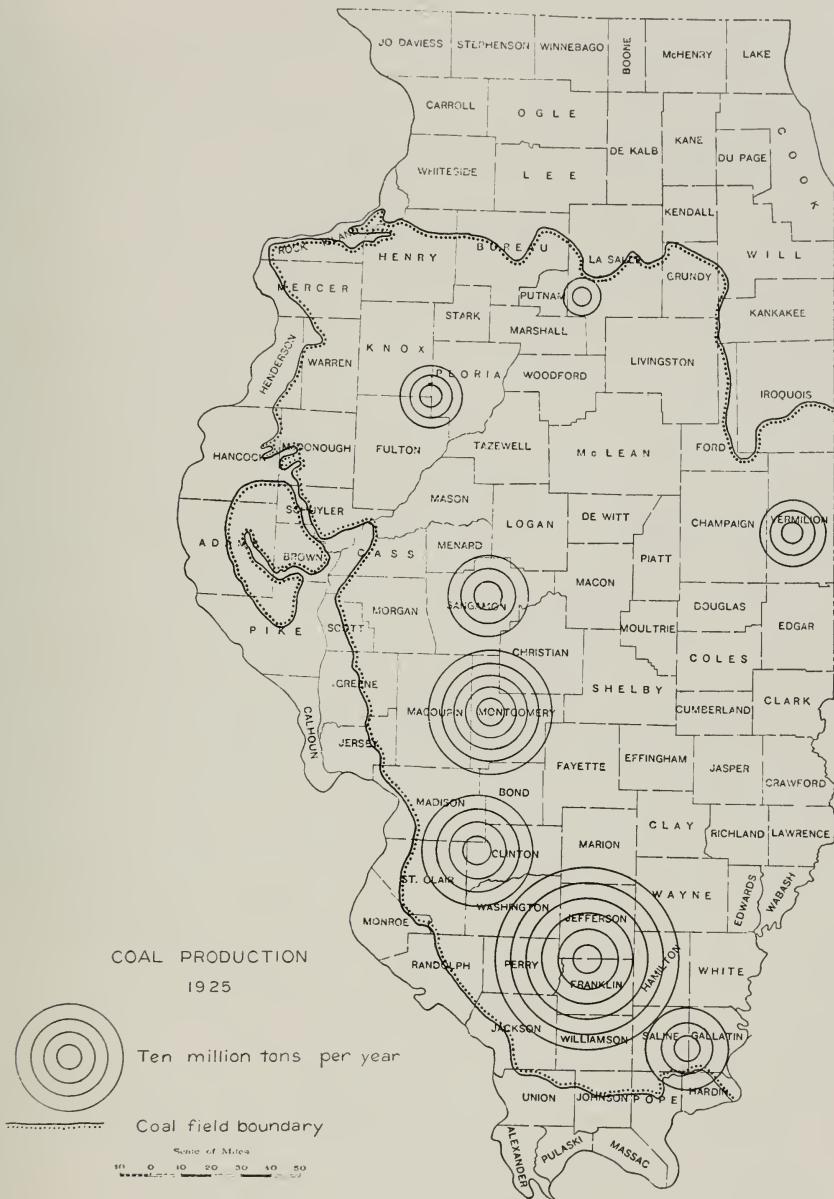 JO DAVIESS STEPHENSON WINNEBAGO BOONE McHENRY LAKE
CARROLL OGLE DE KALB KANE COOK
DU PAGE
WHITESIDE LEE
KENDALL
ROCK ISLAND HENRY BUREAU LA SALLE WILL
GRUNDY
MERCER PUTNAM
STARK KANKAKEE
MARSHALL
HENDERSON WARREN KNOX PEORIA WOODFORD LIVINGSTON
IROQUOIS
HANCOCK McDONOUGH FULTON TAZEWELL McLEAN FORD
MASON
SCHUYLER LOGAN DE WITT CHAMPAIGN VERMILION
ADAMS BROWN CASS MENARD PIATT
MACON
SANGAMON
MORGAN DOUGLAS
PIKE SCOTT MOULTRIE EDGAR
CHRISTIAN COLES
GREENE SHELBY
CALHOUN MACOUPIN MONTGOMERY CUMBERLAND CLARK
JERSEY
FAYETTE EFFINGHAM JASPER
BOND CRAWFORD
MADISON
CLAY RICHLAND LAWRENCE
CLINTON MARION
ST. CLAIR
WASHINGTON WAYNE EDWARDS WABASH
MONROE JEFFERSON
COAL PRODUCTION
1925
RANDOLPH PERRY HAMILTON WHITE
FRANKLIN
JACKSON WILLIAMSON SALINE GALLATIN
Ten million tons per year
UNION JOHNSON POPE HARDIN
Coal field boundary
ALEXANDER PULASKI MASSAC
Scale of Miles
10 0 10 20 30 40 50